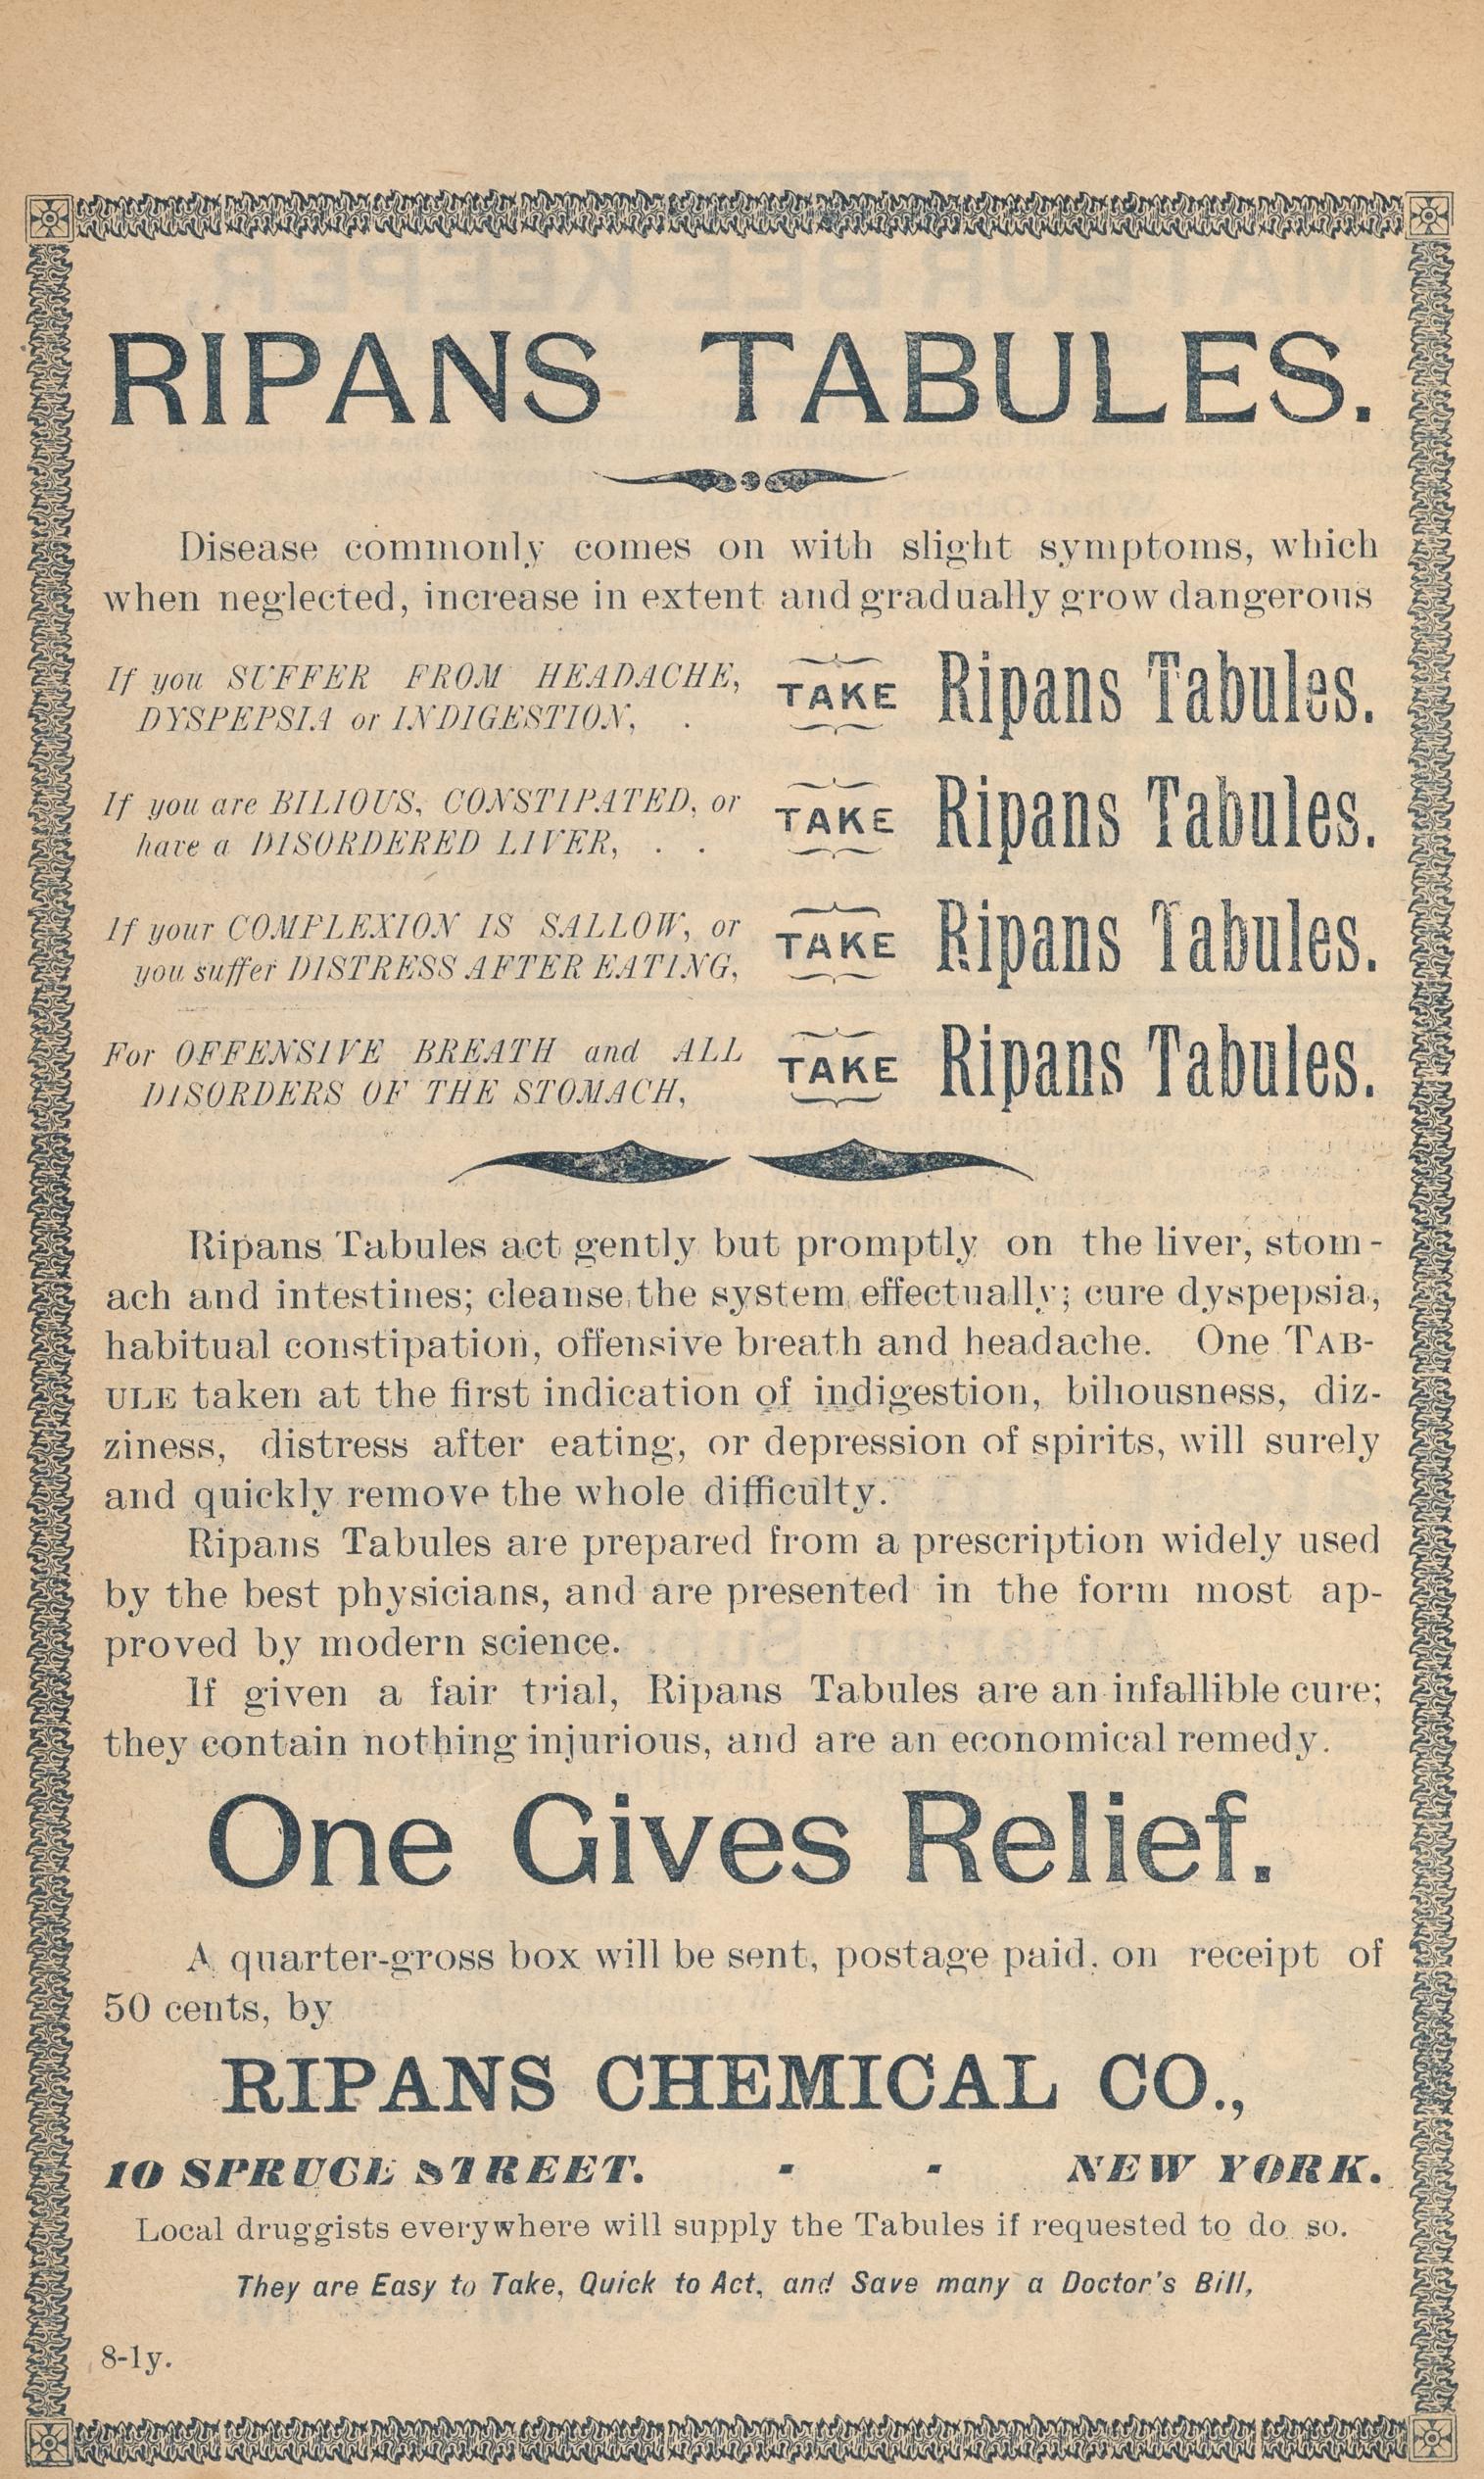 RIPANS TABULES.
Disease commonly comes on with slight symptoms, which
when neglected, increase in extent and gradually grow dangerous
If you SUFFER FROM HEADACHE,
DYSPEPSIA or INDIGESTION, .
TAKE
Ripans Tabules.
If you are BILIOUS, CONSTIPATED, or
have a DISORDERED LIVER, . .
TAKE
Ripans Tabules.
If your COMPLEXION IS SALLOW, or
you suffer DISTRESS AFTER EATING,
TAKE
Ripans Tabules.
For OFFENSIVE BREATH and ALL
DISORDERS OF THE STOMACH,
TAKE
Ripans Tabules.
Ripans Tabules act gently but promptly on the liver, stom-
ach and intestines; cleanse the system effectually; cure dyspepsia,
habitual constipation, offensive breath and headache. One TAB-
ULE taken at the first indication of indigestion, biliousness, diz-
ziness, distress after eating, or depression of spirits, will surely
and quickly remove the whole difficulty.
Ripans Tabules are prepared from a prescription widely used
by the best physicians, and are presented in the form most ap-
proved by modern science.
If given a fair trial, Ripans Tabules are an infallible cure;
they contain nothing injurious, and are an economical remedy.
One Gives Relief.
A quarter-gross box will be sent, postage paid, on receipt of
50 cents, by
RIPANS CHEMICAL CO.,
10 SPRUCE STREET. - - NEW YORK.
Local druggists everywhere will supply the Tabules if requested to do so.
They are Easy to Take, Quick to Act, and Save many a Doctor's Bill,
8-1y.